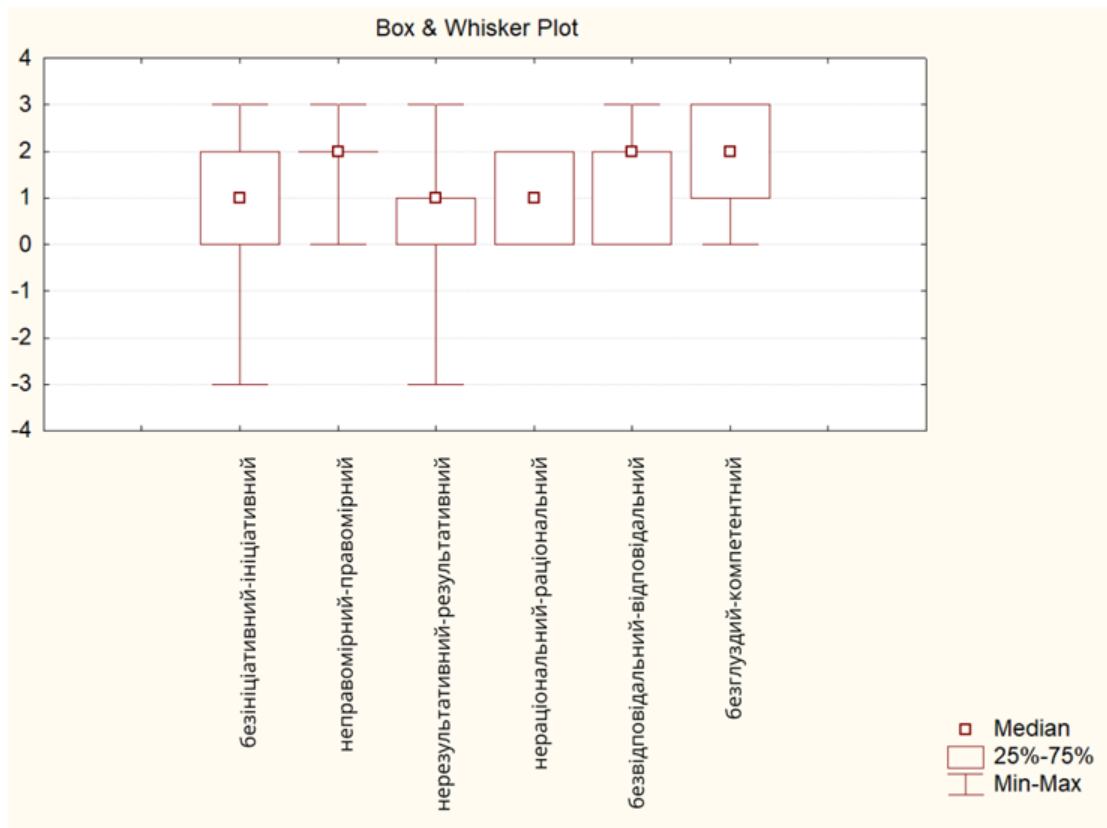 Box & Whisker Plot
4
3
2
1
0
-1
-2
-3
-4
безініціативний-ініціативний
неправомірний-правомірний
нерезультативний-результативний
нераціональний-раціональний
безвідповідальний-відповідальний
безглуздий-компетентний
Median
25%-75%
Min-Max